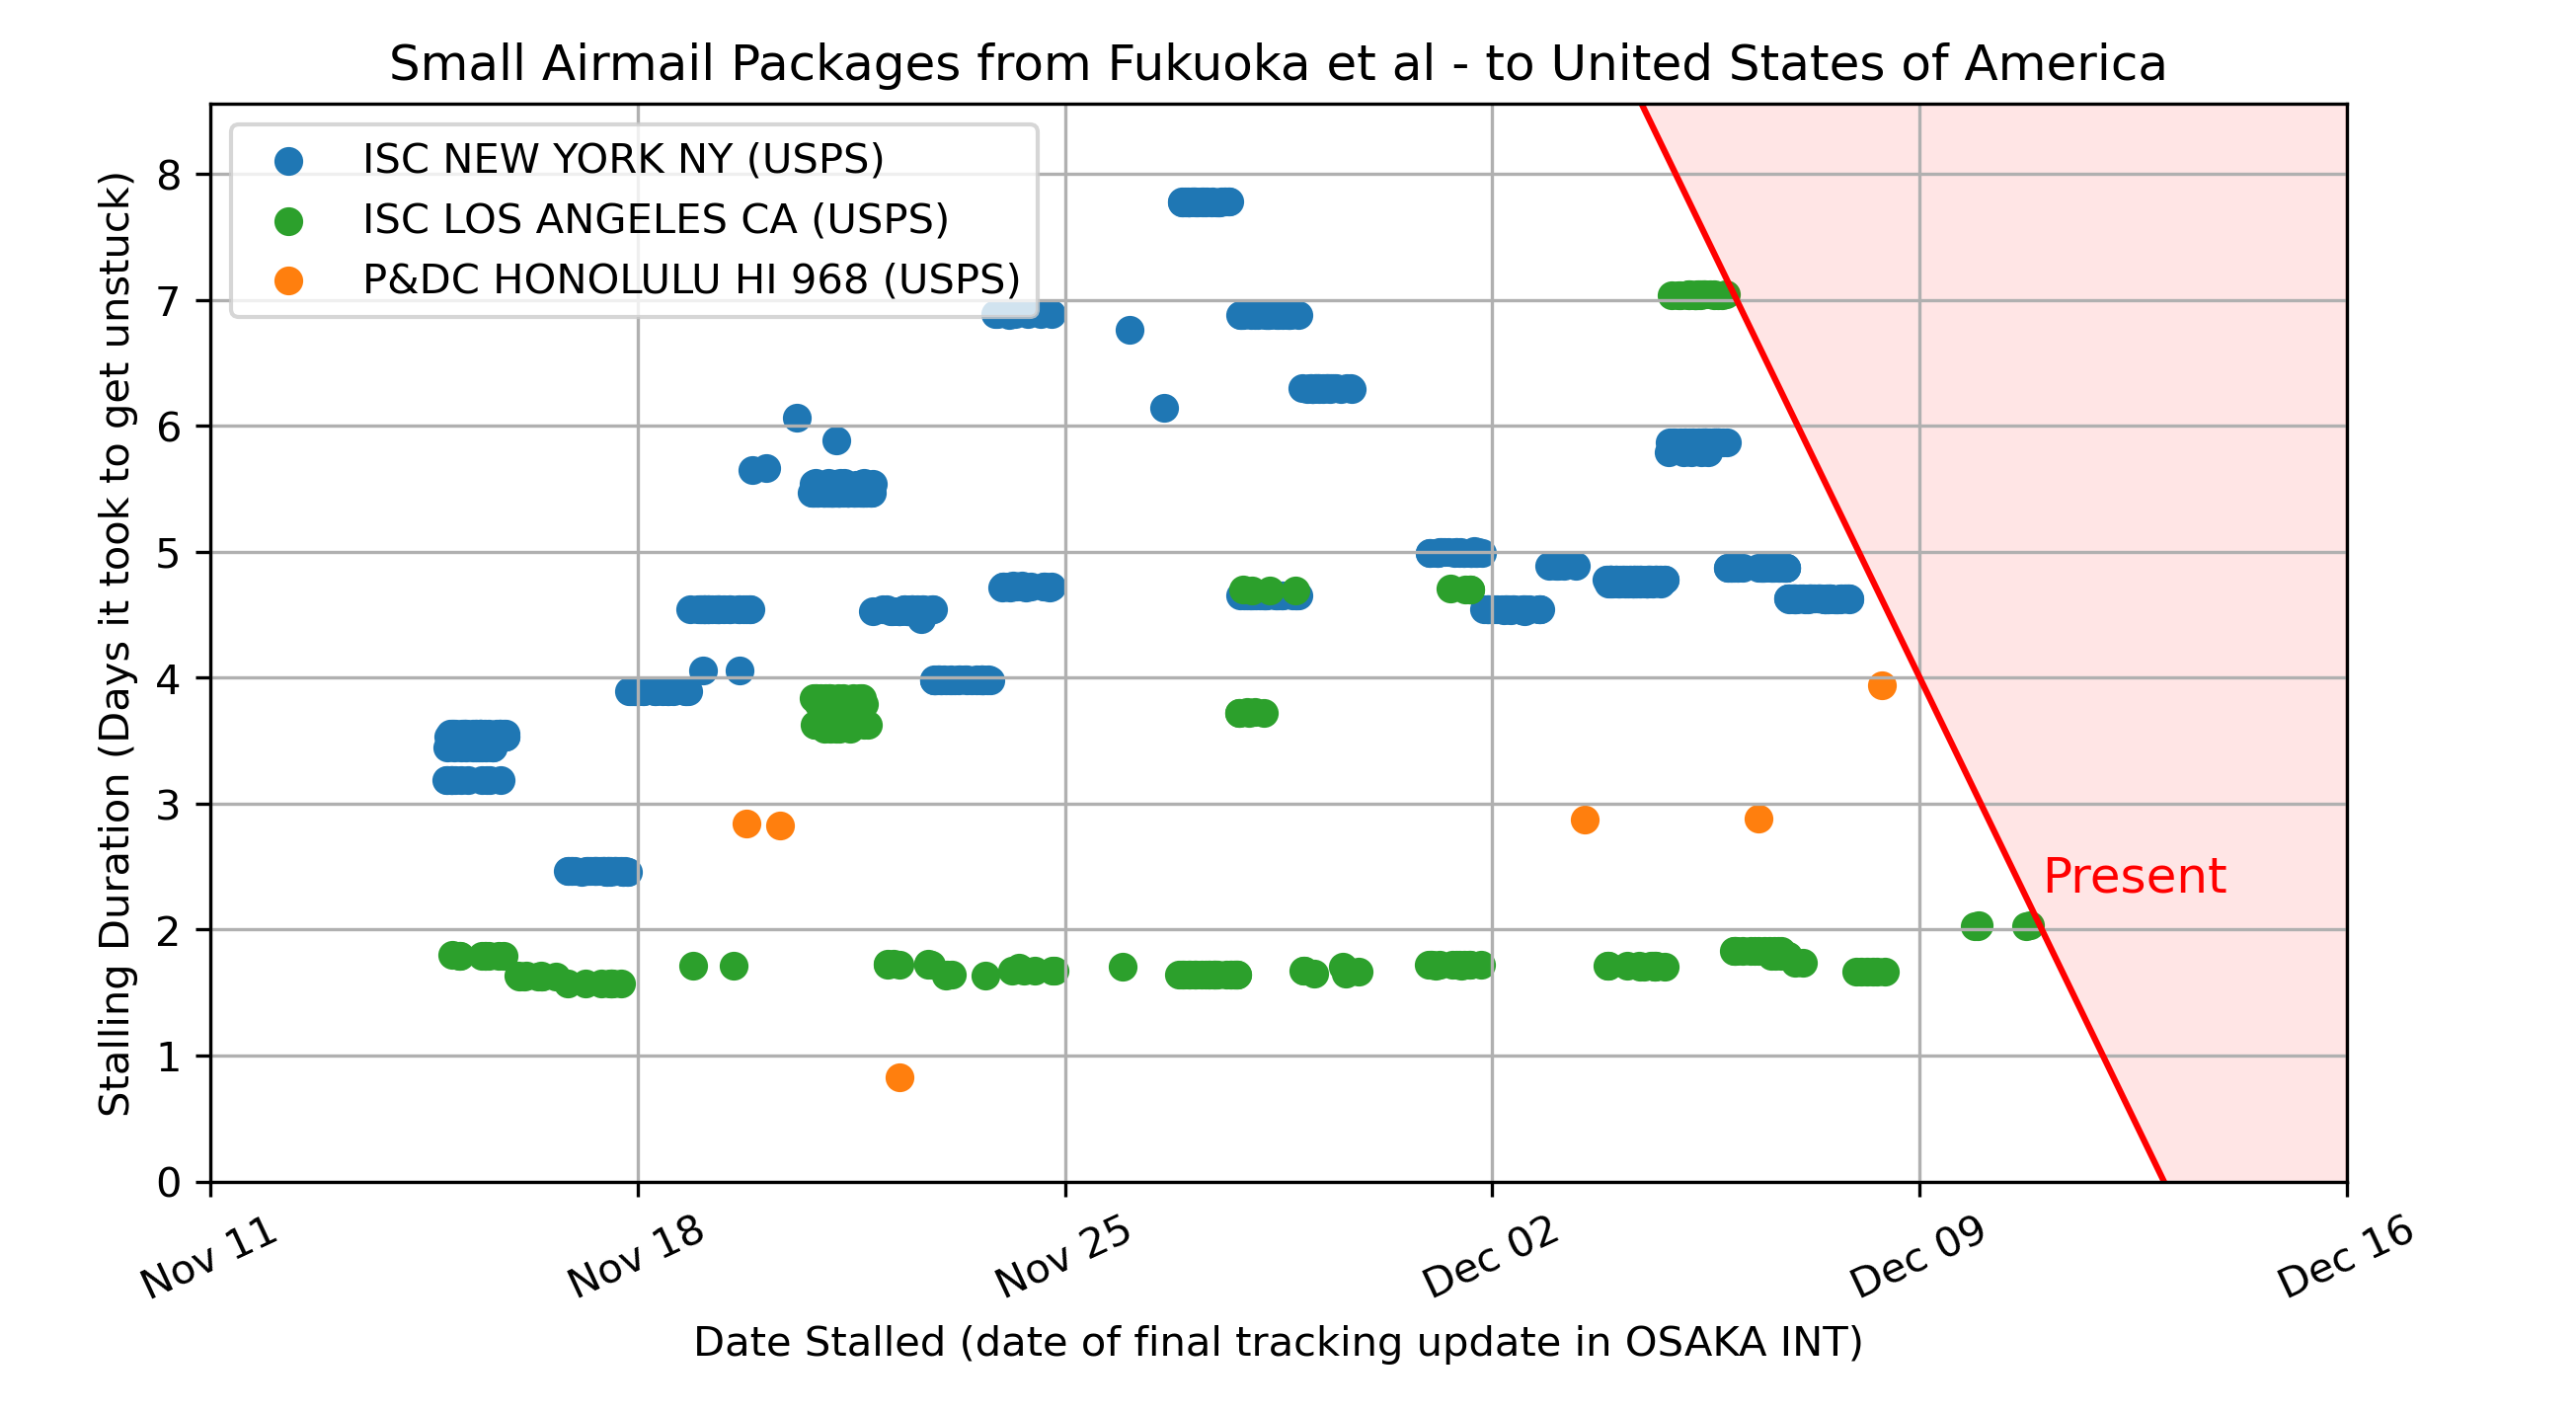 Small Airmail Packages from Fukuoka et al - to United States of America
ISC NEW YORK NY (USPS)
ISC LOS ANGELES CA (USPS)
P&DC HONOLULU HI 968 (USPS)
Stalling Duration (Days it took to get unstuck)
8
7
6
5
4
3
2
1
0
Present
Nov 11
Nov 18
Nov 25
Dec 02
Dec 09
Dec 16
Date Stalled (date of final tracking update in OSAKA INT)